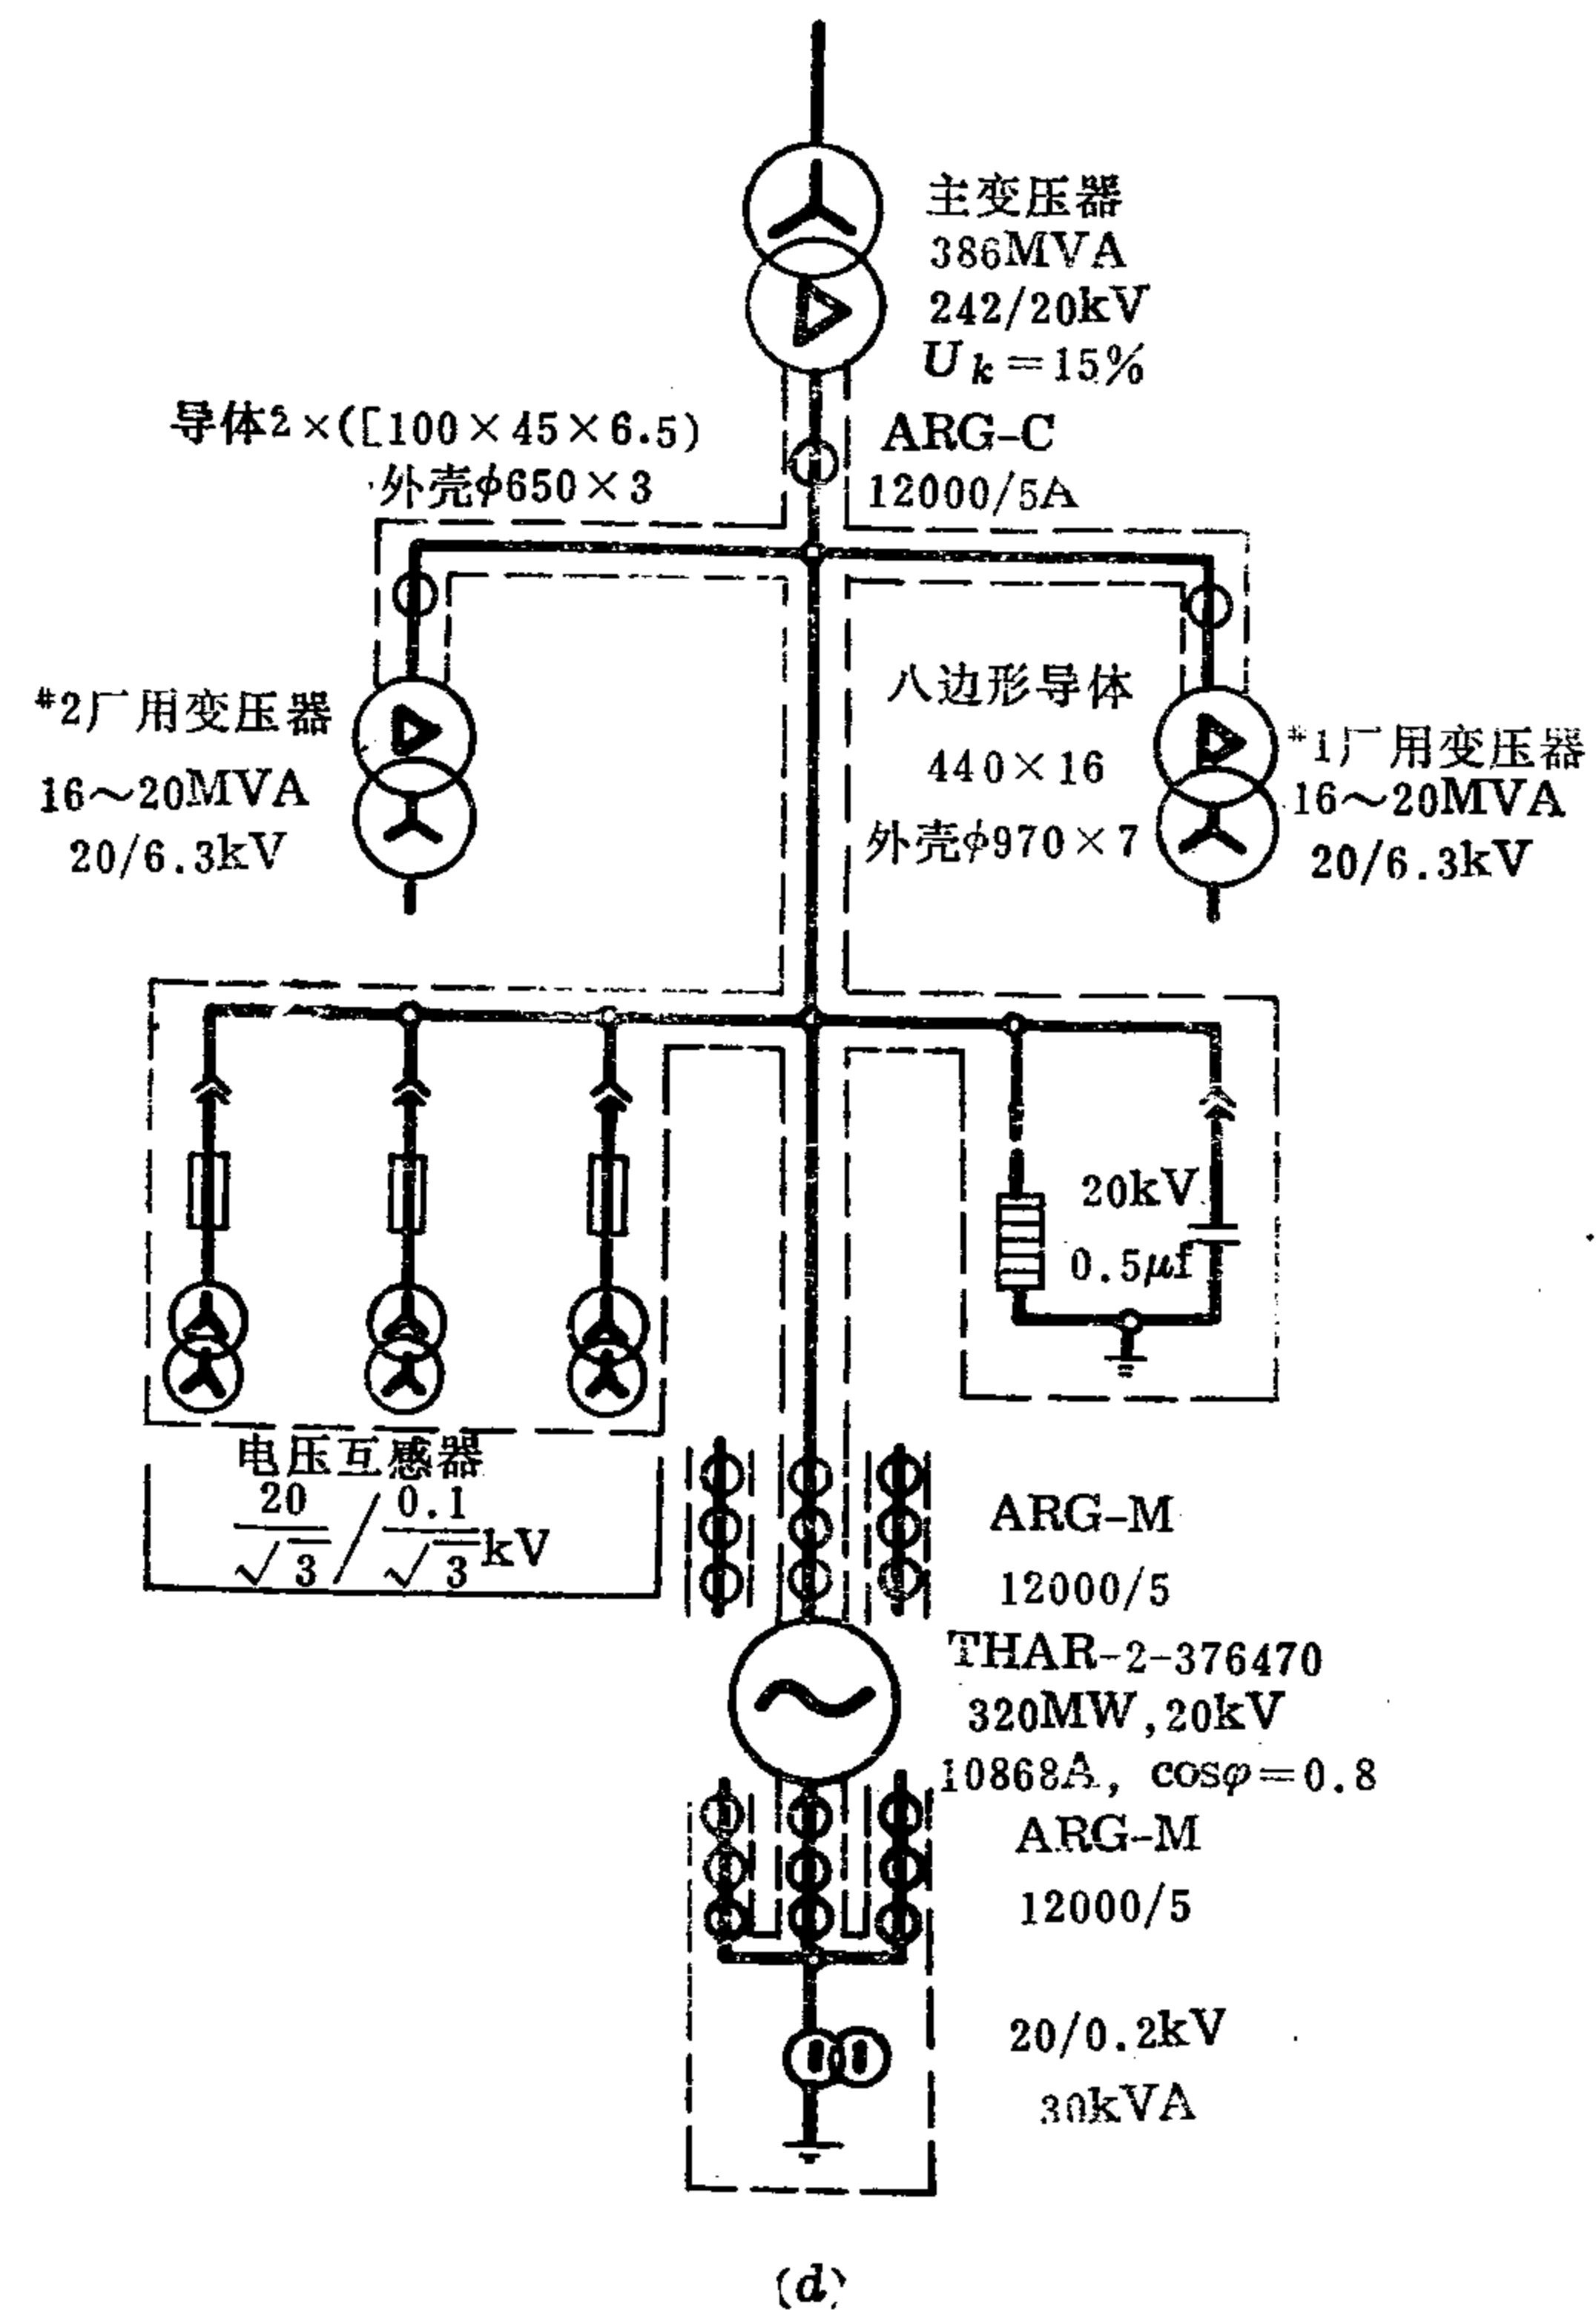 主变压器
386MVA
242/20kV
Uk=15%
导体2×([100×45×6.5)
外壳φ650×3
ARG-C
12000/5A
#2厂用变压器
16~20MVA
20/6.3kV
八边形导体
440×16
外壳φ970×7
#1厂用变压器
16~20MVA
20/6.3kV
20kV
0.5μf
电压互感器
20/√3 / 0.1/√3 kV
ARG-M
12000/5
THAR-2-376470
320MW,20kV
10868A, cosφ=0.8
ARG-M
12000/5
20/0.2kV
30kVA
(d)